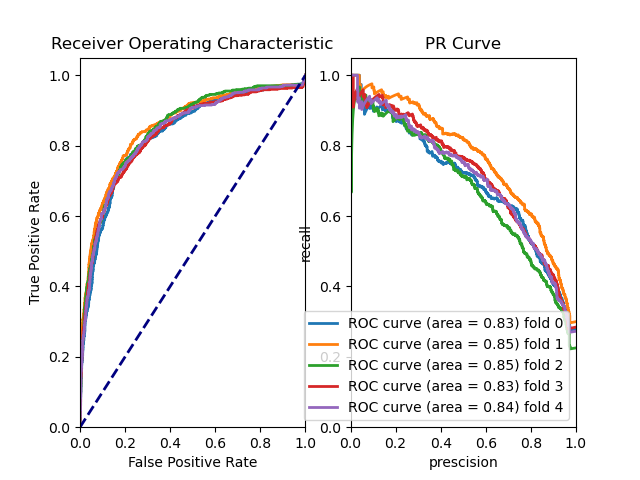 Receiver Operating Characteristic
1.0
0.8
0.6
0.4
0.2
0.0
True Positive Rate
0.0 0.2 0.4 0.6 0.8 1.0
False Positive Rate
PR Curve
1.0
0.8
0.6
0.4
0.2
0.0
recall
ROC curve (area = 0.83) fold 0
ROC curve (area = 0.85) fold 1
ROC curve (area = 0.85) fold 2
ROC curve (area = 0.83) fold 3
ROC curve (area = 0.84) fold 4
0.0 0.2 0.4 0.6 0.8 1.0
prescision